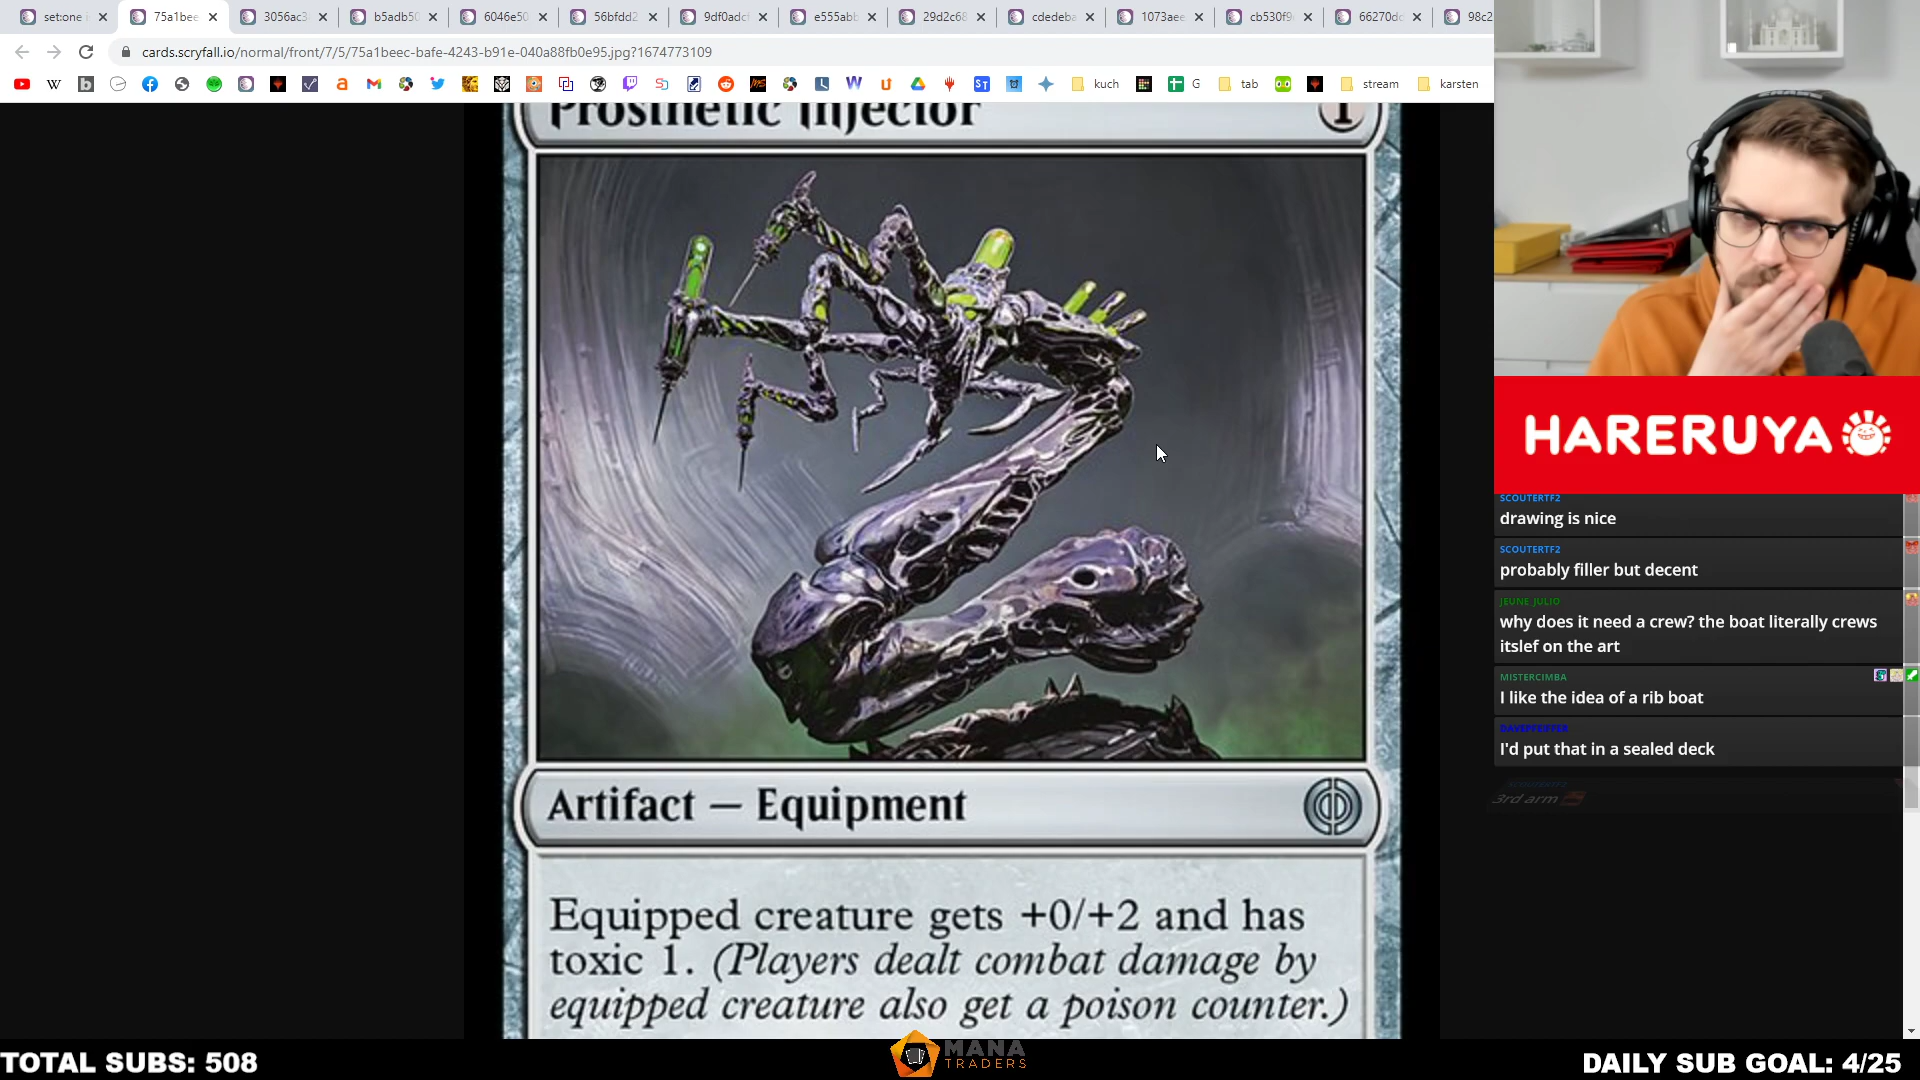 set:one
75a1bee
3056ac3
b5adb50
6046e50
56bfdd2
9df0adc
e555abb
29d2c68
cdedeba
1073aee
cb530f9
66270dc
98c2
cards.scryfall.io/normal/front/7/5/75a1beec-bafe-4243-b91e-040a88fb0e95.jpg?1674773109
kuch
G
tab
stream
karsten
Prosthetic Injector
1
Artifact — Equipment
Equipped creature gets +0/+2 and has
toxic 1. (Players dealt combat damage by
equipped creature also get a poison counter.)
HARERUYA
SCOUTERTF2
drawing is nice
SCOUTERTF2
probably filler but decent
JEUNE JULIO
why does it need a crew? the boat literally crews
itslef on the art
MISTERCIMBA
I like the idea of a rib boat
DAVEPFEIFFER
I'd put that in a sealed deck
SCOUTERTF2
3rd arm
TOTAL SUBS: 508
MANA
TRADERS
DAILY SUB GOAL: 4/25